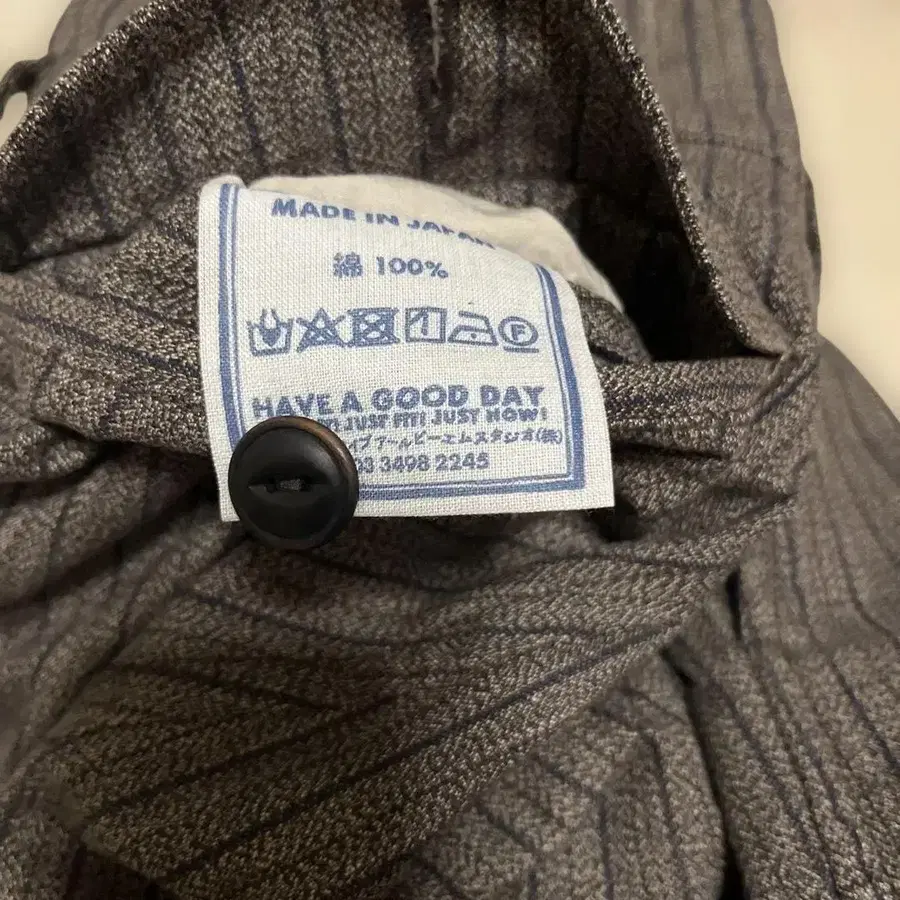 MADE IN JAPAN
綿 100%
F
HAVE A GOOD DAY
JUST FIT! JUST NOW!
イブアールビーエムスタジオ(株)
3 3498 2245